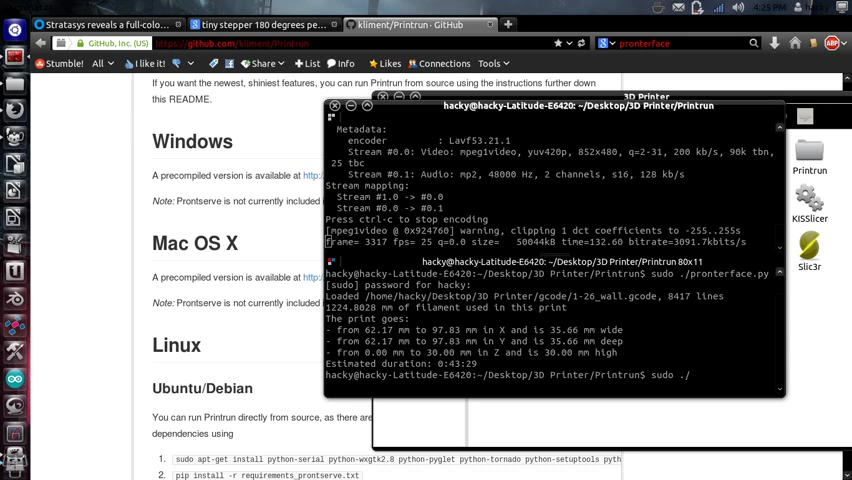 4:25 PM
hacky
Stratasys reveals a full-colo...
tiny stepper 180 degrees pe...
kliment/Printrun · GitHub
GitHub, Inc. (US)
https://github.com/kliment/Printrun
pronterface
ABP
Stumble!
All
I like it!
Share
List
Info
Likes
Connections
Tools
If you want the newest, shiniest features, you can run Printrun from source using the instructions further down
this README.
3D Printer
Windows
A precompiled version is available at http:
Note: Prontserve is not currently included
Mac OS X
A precompiled version is available at http:
Note: Prontserve is not currently included
Linux
Ubuntu/Debian
You can run Printrun directly from source, as there are
dependencies using
1. sudo apt-get install python-serial python-wxgtk2.8 python-pyglet python-tornado python-setuptools pyth
2. pip install -r requirements_prontserve.txt
hacky@hacky-Latitude-E6420: ~/Desktop/3D Printer/Printrun
Metadata:
encoder : Lavf53.21.1
Stream #0.0: Video: mpeg1video, yuv420p, 852x480, q=2-31, 200 kb/s, 90k tbn,
25 tbc
Stream #0.1: Audio: mp2, 48000 Hz, 2 channels, s16, 128 kb/s
Stream mapping:
Stream #1.0 -> #0.0
Stream #0.0 -> #0.1
Press ctrl-c to stop encoding
[mpeg1video @ 0x924760] warning, clipping 1 dct coefficients to -255..255s
frame= 3317 fps= 25 q=0.0 size= 50044kB time=132.60 bitrate=3091.7kbits/s
hacky@hacky-Latitude-E6420: ~/Desktop/3D Printer/Printrun 80x11
hacky@hacky-Latitude-E6420:~/Desktop/3D Printer/Printrun$ sudo ./pronterface.py
[sudo] password for hacky:
Loaded /home/hacky/Desktop/3D Printer/gcode/1-26_wall.gcode, 8417 lines
1224.8028 mm of filament used in this print
The print goes:
- from 62.17 mm to 97.83 mm in X and is 35.66 mm wide
- from 62.17 mm to 97.83 mm in Y and is 35.66 mm deep
- from 0.00 mm to 30.00 mm in Z and is 30.00 mm high
Estimated duration: 0:43:29
hacky@hacky-Latitude-E6420:~/Desktop/3D Printer/Printrun$ sudo ./
Printrun
KISSlicer
Slic3r